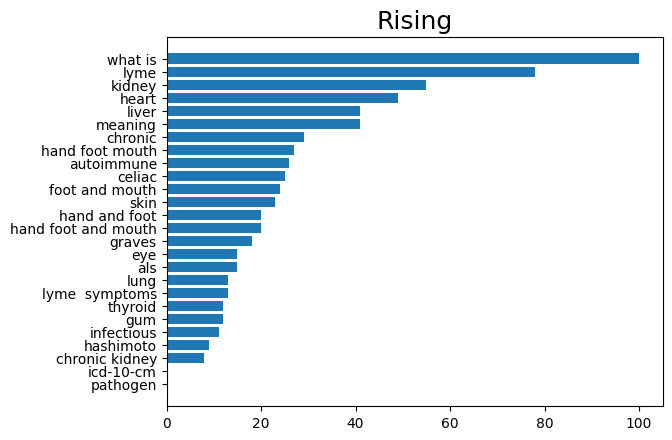 Rising
what is
lyme
kidney
heart
liver
meaning
chronic
hand foot mouth
autoimmune
celiac
foot and mouth
skin
hand and foot
hand foot and mouth
graves
eye
als
lung
lyme  symptoms
thyroid
gum
infectious
hashimoto
chronic kidney
icd-10-cm
pathogen
0 20 40 60 80 100